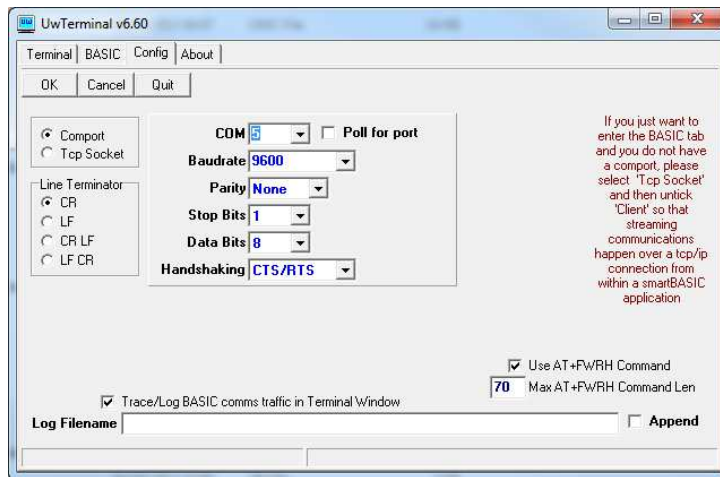 UwTerminal v6.60
Terminal BASIC Config About
OK Cancel Quit
Comport
Tcp Socket
Line Terminator
CR
LF
CR LF
LF CR
COM 5 Poll for port
Baudrate 9600
Parity None
Stop Bits 1
Data Bits 8
Handshaking CTS/RTS
If you just want to
enter the BASIC tab
and you do not have
a comport, please
select 'Tcp Socket'
and then untick
'Client' so that
streaming
communications
happen over a tcp/ip
connection from
within a smartBASIC
application
Use AT+FWRH Command
70 Max AT+FWRH Command Len
Trace/Log BASIC comms traffic in Terminal Window
Log Filename Append